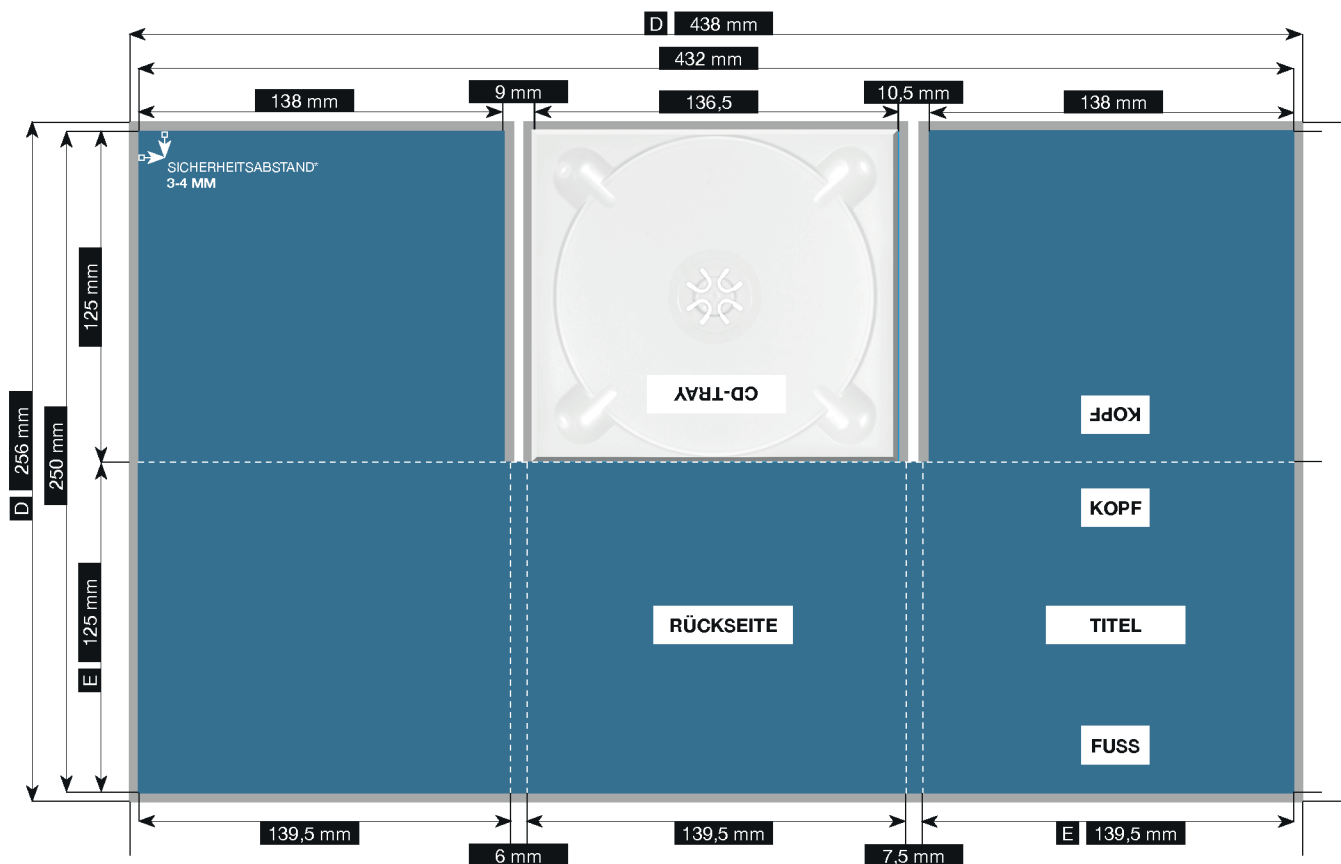 D 438 mm
432 mm
138 mm
9 mm
136,5
10,5 mm
138 mm
SICHERHEITSABSTAND*
3-4 MM
125 mm
CD-TRAY
KOPF
D 256 mm
250 mm
KOPF
E 125 mm
RÜCKSEITE
TITEL
FUSS
139,5 mm
6 mm
139,5 mm
7,5 mm
E 139,5 mm